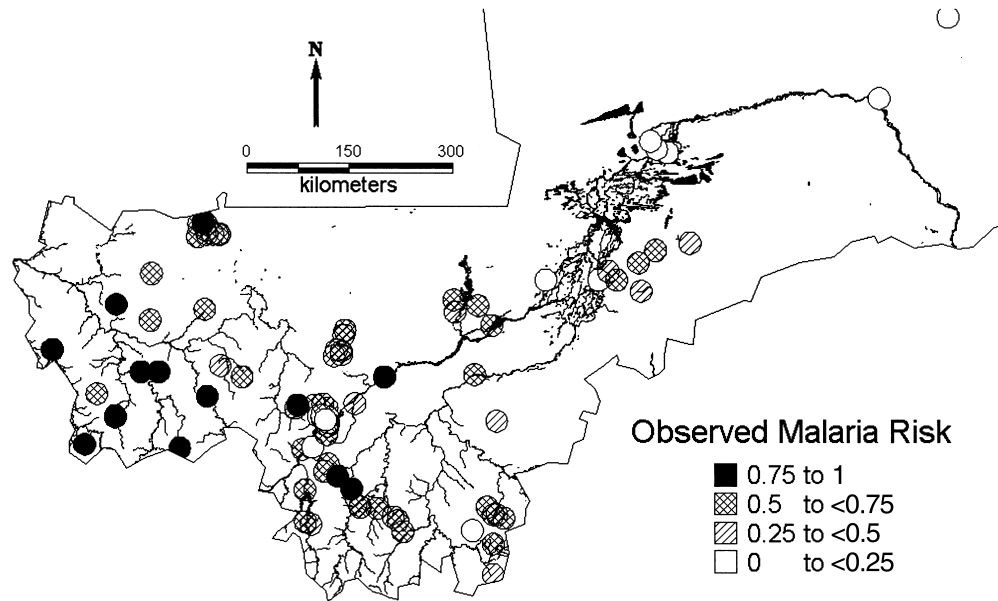 N
0 150 300
kilometers
Observed Malaria Risk
0.75 to 1
0.5 to <0.75
0.25 to <0.5
0 to <0.25